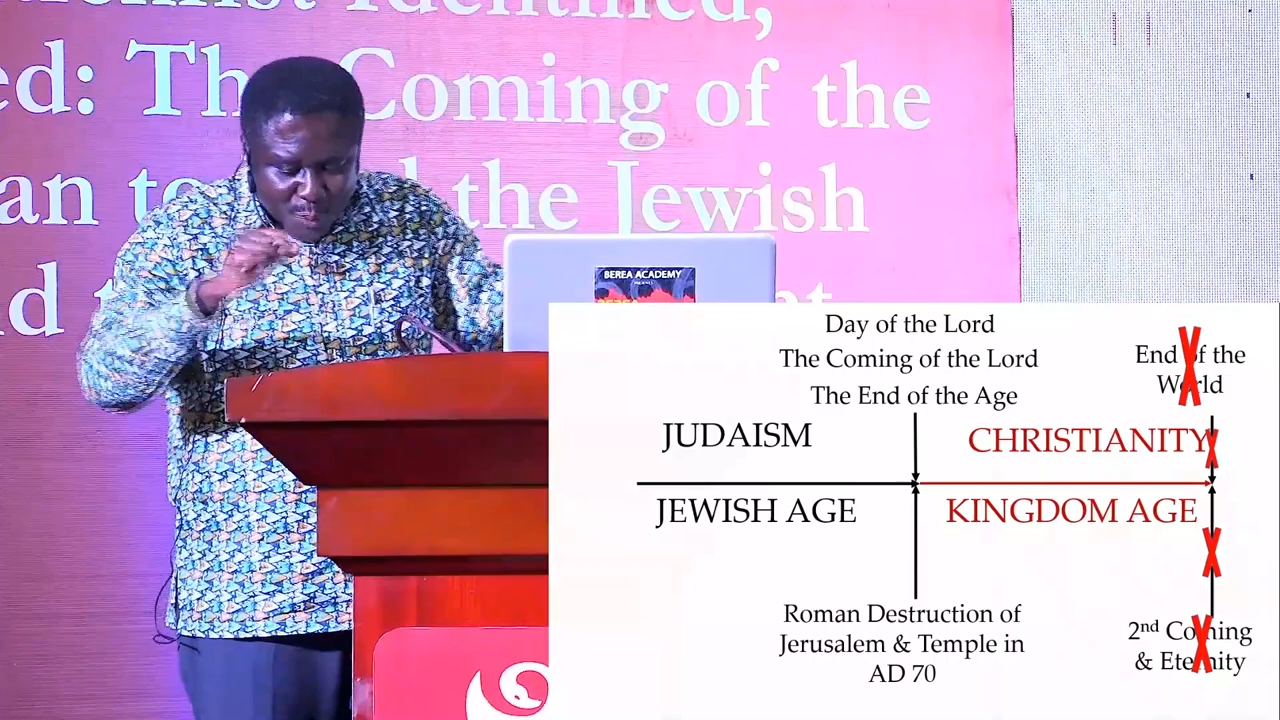 Identified,
ed: The Coming of the
an to the Jewish
BEREA ACADEMY
Day of the Lord
The Coming of the Lord
The End of the Age
End of the
World
JUDAISM
CHRISTIANITY
JEWISH AGE
KINGDOM AGE
Roman Destruction of
Jerusalem & Temple in
AD 70
2nd Coming
& Eternity